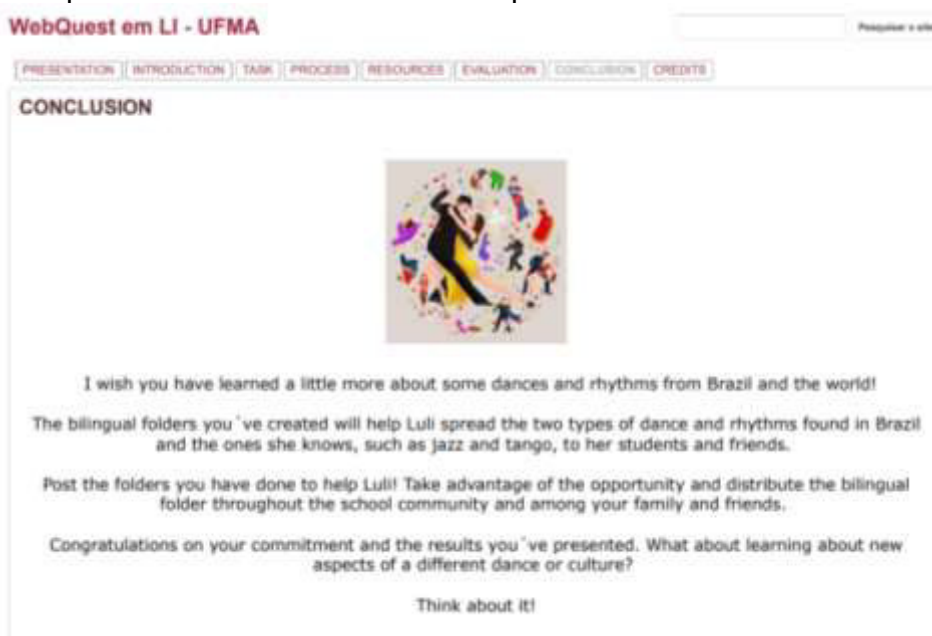 WebQuest em LI - UFMA
Pesquisar o site
PRESENTATION INTRODUCTION TASK PROCESS RESOURCES EVALUATION CONCLUSION CREDITS
CONCLUSION
I wish you have learned a little more about some dances and rhythms from Brazil and the world!
The bilingual folders you´ve created will help Luli spread the two types of dance and rhythms found in Brazil
and the ones she knows, such as jazz and tango, to her students and friends.
Post the folders you have done to help Luli! Take advantage of the opportunity and distribute the bilingual
folder throughout the school community and among your family and friends.
Congratulations on your commitment and the results you´ve presented. What about learning about new
aspects of a different dance or culture?
Think about it!